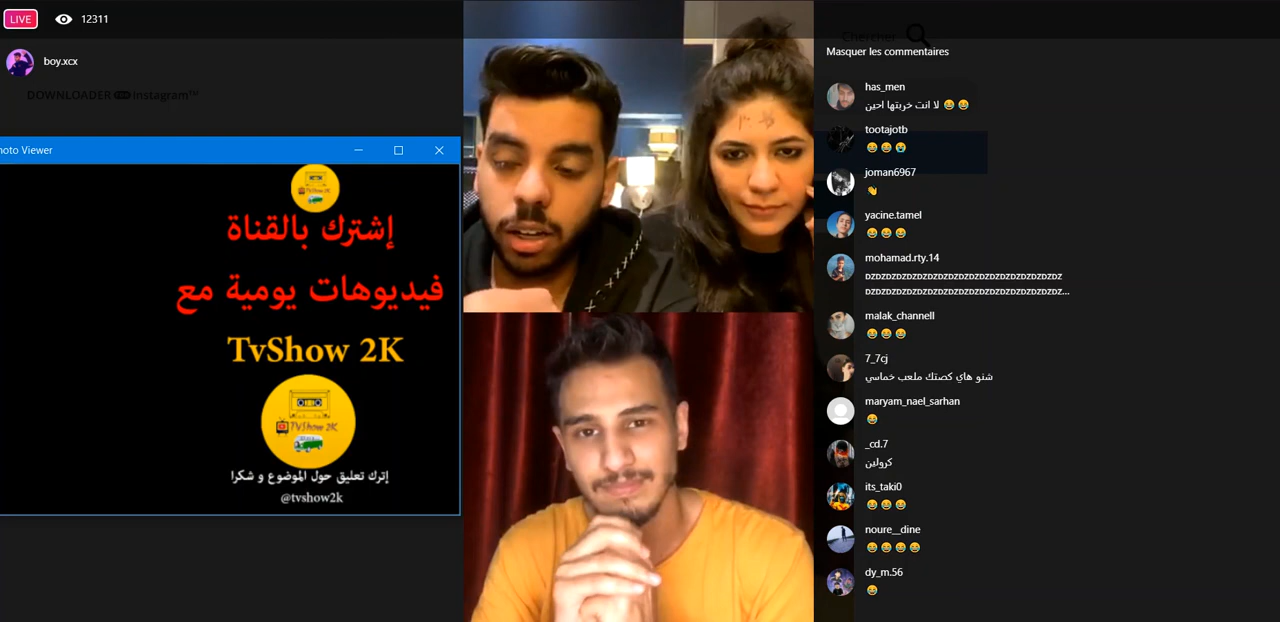 LIVE
12311
boy.xcx
DOWNLOADER instagram™
Chercher
Masquer les commentaires
hoto Viewer
TVShow 2K
إشترك بالقناة
فيديوهات يومية مع
TvShow 2K
TVShow 2K
إترك تعليق حول الموضوع و شكرا
@tvshow2k
has_men
لا انت خربتها احين 😂 😂
tootajotb
😂 😂 😭
joman6967
👏
yacine.tamel
😂 😂 😂
mohamad.rty.14
DZDZDZDZDZDZDZDZDZDZDZDZDZDZDZDZDZDZDZ
DZDZDZDZDZDZDZDZDZDZDZDZDZDZDZDZDZDZDZ...
malak_channell
😂 😂 😂
7_7cj
شنو هاي كصتك ملعب خماسي
maryam_nael_sarhan
😂
_cd.7
كرولين
its_taki0
😂 😂 😂
noure__dine
😂 😂 😂 😂
dy_m.56
😂